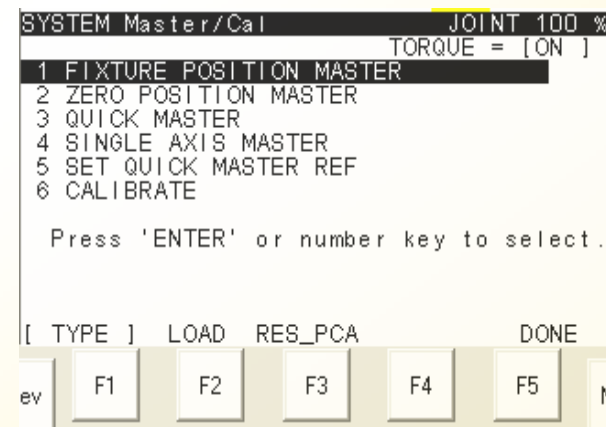 SYSTEM Master/Cal JOINT 100 %
TORQUE = [ON ]
1 FIXTURE POSITION MASTER
2 ZERO POSITION MASTER
3 QUICK MASTER
4 SINGLE AXIS MASTER
5 SET QUICK MASTER REF
6 CALIBRATE
Press 'ENTER' or number key to select.
[ TYPE ] LOAD RES_PCA DONE
ev F1 F2 F3 F4 F5